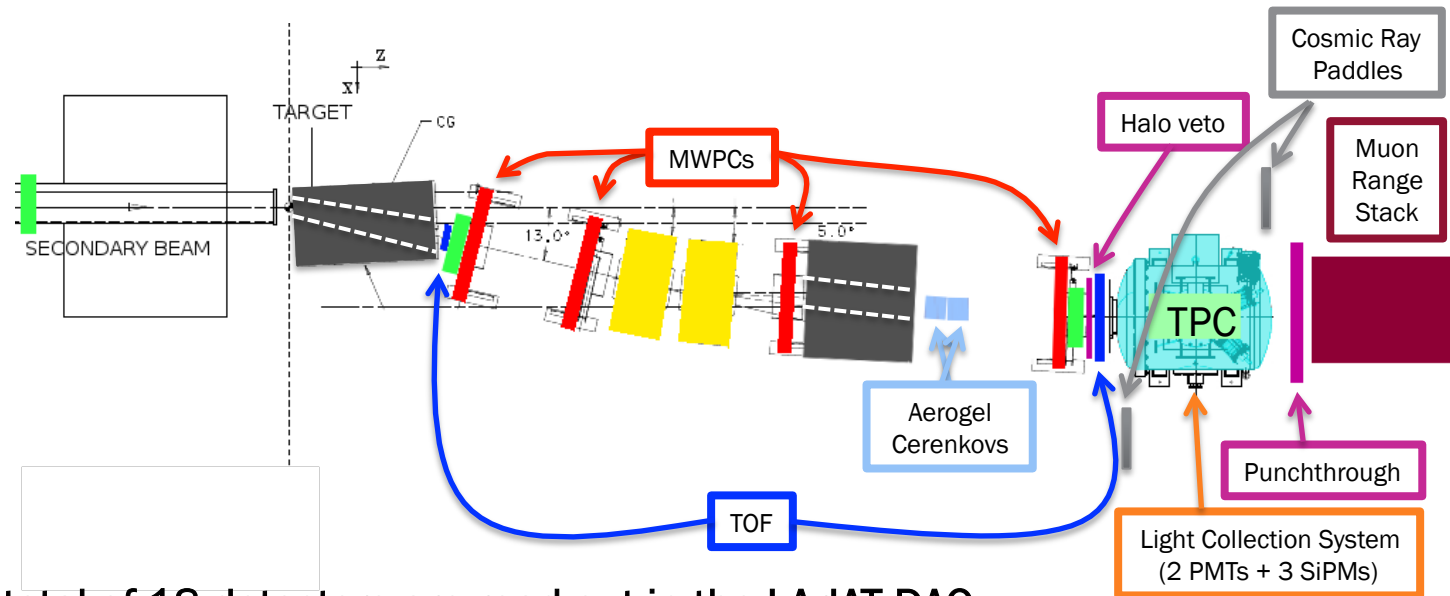 Cosmic Ray
Paddles
Z
X
TARGET
CG
Halo veto
MWPCs
Muon
Range
Stack
13.0°
5.0°
SECONDARY BEAM
TPC
Aerogel
Cerenkovs
Punchthrough
TOF
Light Collection System
(2 PMTs + 3 SiPMs)